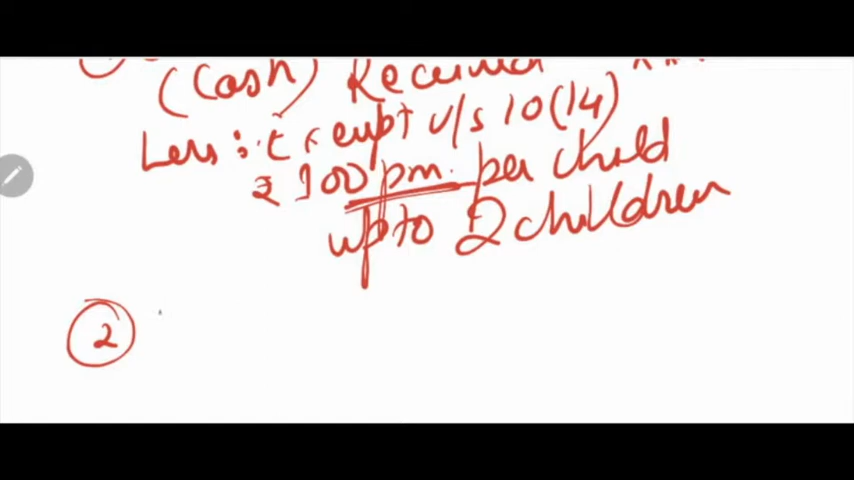 (Cash) Received
Less : Exempt u/s 10(14)
₹ 100 pm. per child
upto 2 children
2